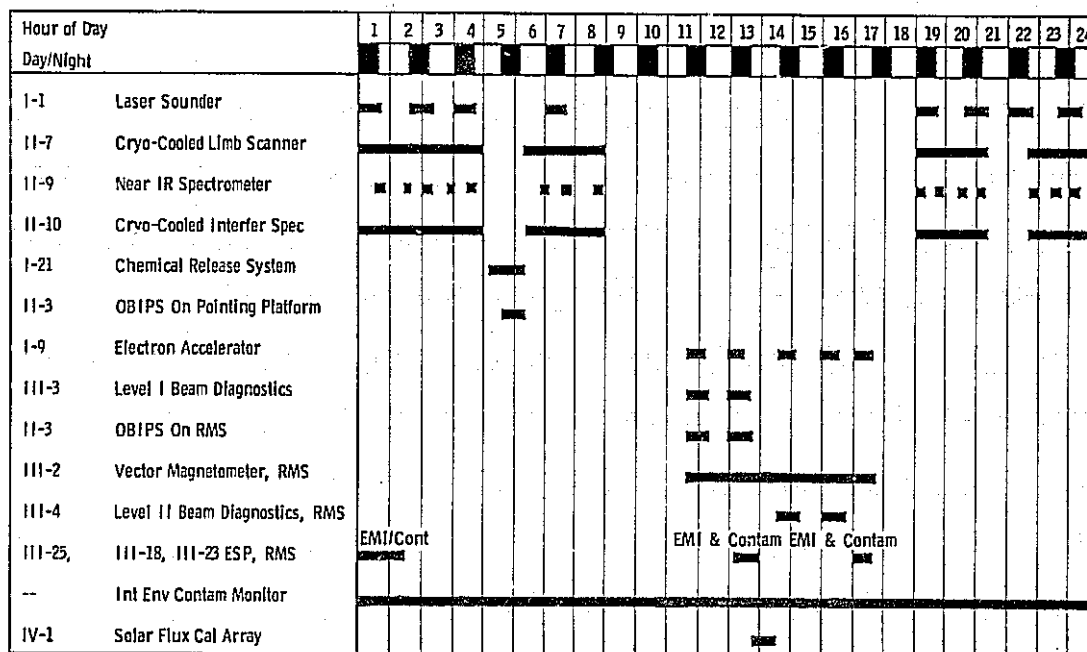 Hour of Day 1 2 3 4 5 6 7 8 9 10 11 12 13 14 15 16 17 18 19 20 21 22 23 24
Day/Night
I-I Laser Sounder
II-7 Cryo-Cooled Limb Scanner
II-9 Near IR Spectrometer
II-10 Cryo-Cooled Interfer Spec
I-21 Chemical Release System
II-3 OBIPS On Pointing Platform
I-9 Electron Accelerator
III-3 Level I Beam Diagnostics
II-3 OBIPS On RMS
III-2 Vector Magnetometer, RMS
III-4 Level II Beam Diagnostics, RMS
EMI/Cont EMI & Contam EMI & Contam
III-25, III-18, III-23 ESP, RMS
-- Int Env Contam Monitor
IV-1 Solar Flux Cal Array